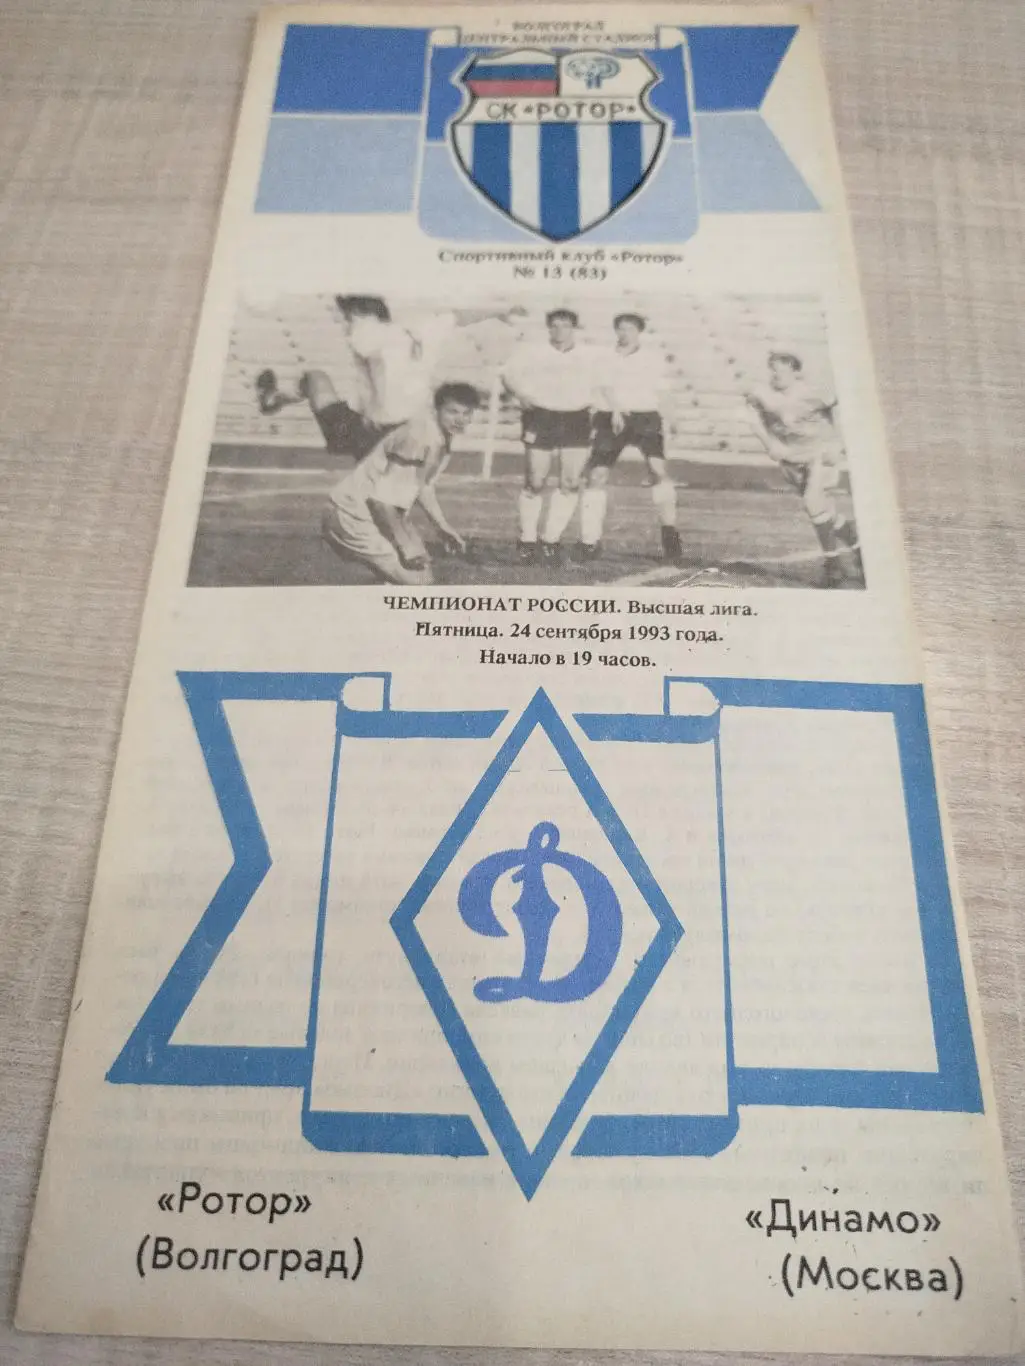 ВОЛГОГРАД
ЦЕНТРАЛЬНЫЙ СТАДИОН
СК «РОТОР»
Спортивный клуб «Ротор»
№ 13 (83)
ЧЕМПИОНАТ РОССИИ. Высшая лига.
Пятница. 24 сентября 1993 года.
Начало в 19 часов.
Д
«Ротор»
(Волгоград)
«Динамо»
(Москва)